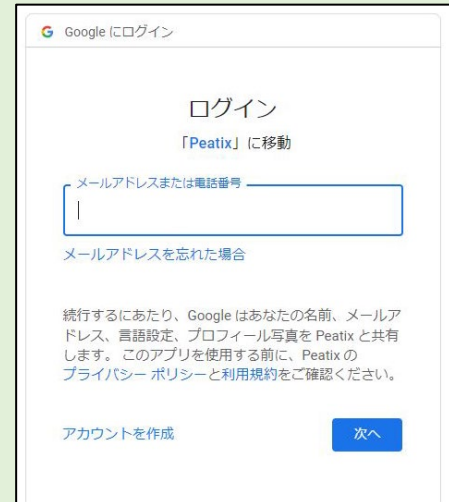 Google にログイン
ログイン
「Peatix」に移動
メールアドレスまたは電話番号
メールアドレスを忘れた場合
続行するにあたり、Google はあなたの名前、メールア
ドレス、言語設定、プロフィール写真を Peatix と共有
します。 このアプリを使用する前に、Peatix の
プライバシー ポリシーと利用規約をご確認ください。
アカウントを作成
次へ